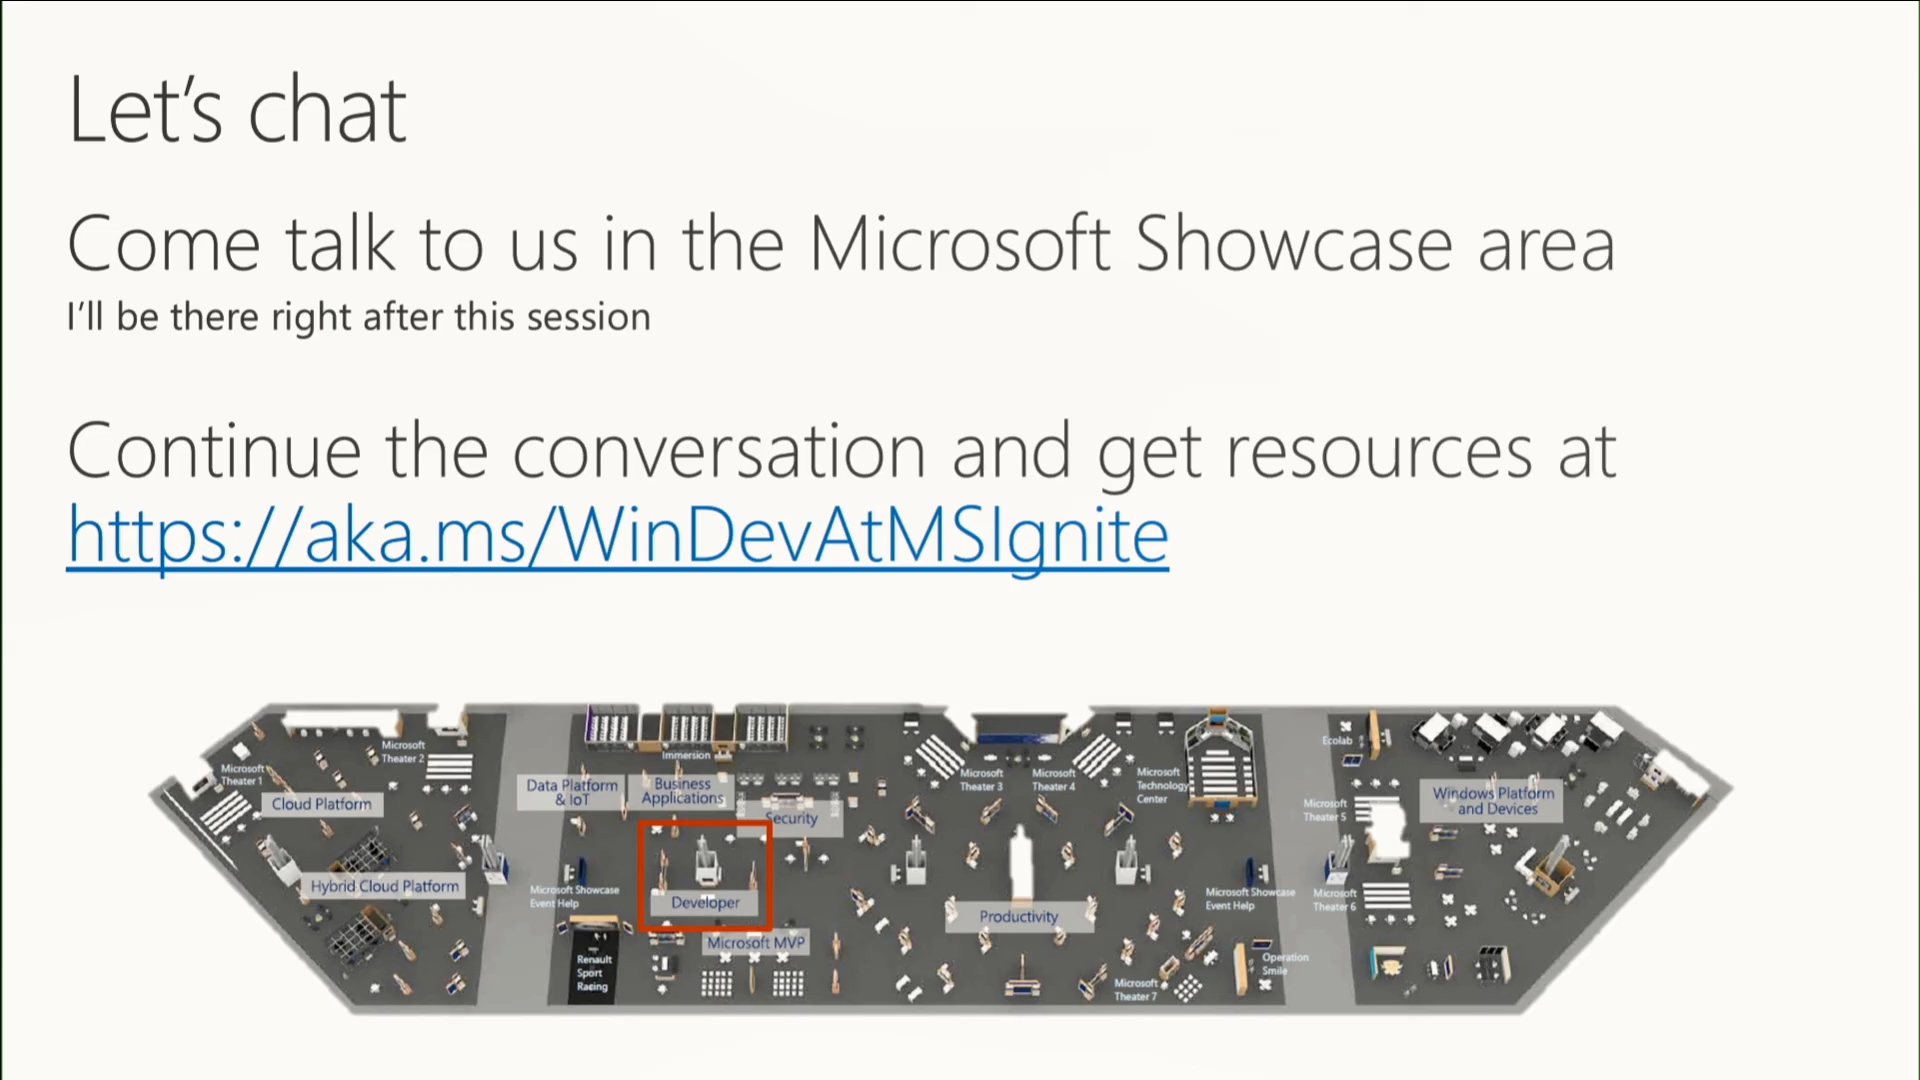 Let's chat
Come talk to us in the Microsoft Showcase area
I'll be there right after this session
Continue the conversation and get resources at
https://aka.ms/WinDevAtMSIgnite
Microsoft
Theater 1
Microsoft
Theater 2
Cloud Platform
Hybrid Cloud Platform
Immersion
Data Platform
& IoT
Business
Applications
Security
Microsoft Showcase
Event Help
Developer
Microsoft MVP
Renault
Sport
Racing
Microsoft
Theater 3
Microsoft
Theater 4
Microsoft
Technology
Center
Productivity
Microsoft Showcase
Event Help
Operation
Smile
Microsoft
Theater 7
Ecolab
Microsoft
Theater 5
Microsoft
Theater 6
Windows Platform
and Devices